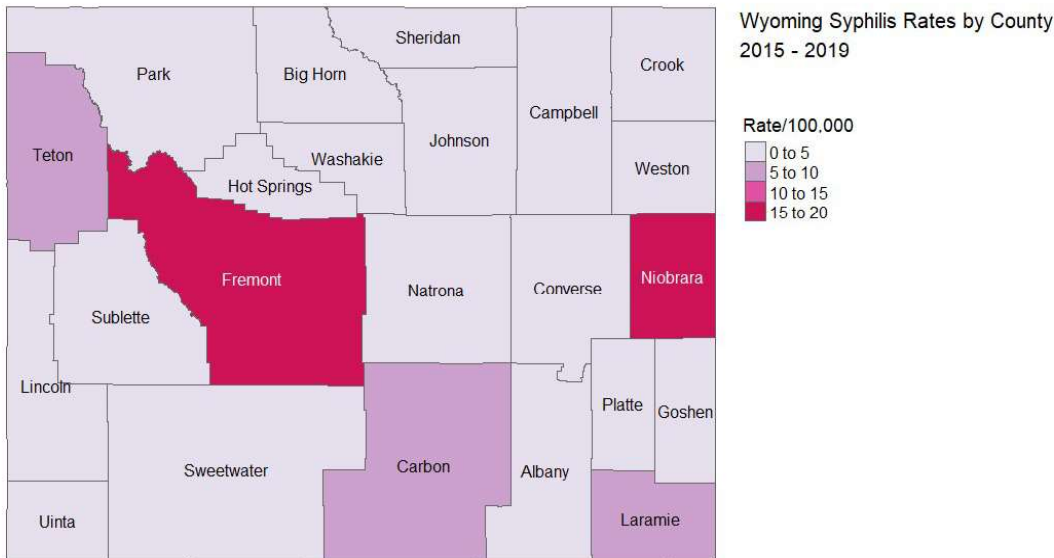 Wyoming Syphilis Rates by County
2015 - 2019
Rate/100.000
0 to 5
5 to 10
10 to 15
15 to 20
Sheridan
Park
Big Horn
Crook
Campbell
Johnson
Teton
Washakie
Weston
Hot Springs
Fremont
Niobrara
Natrona
Converse
Sublette
Lincoln
Platte
Goshen
Sweetwater
Carbon
Albany
Uinta
Laramie